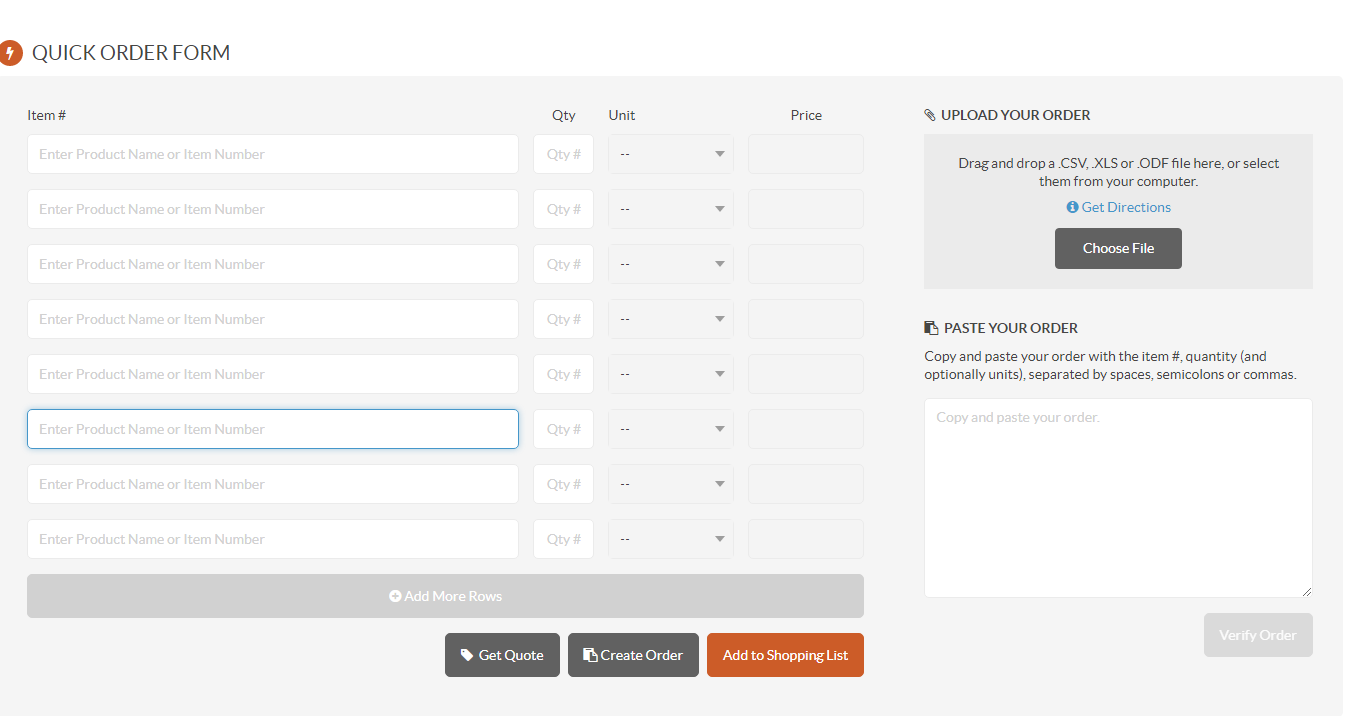 QUICK ORDER FORM
Item # Qty Unit Price
Enter Product Name or Item Number Qty # --
Enter Product Name or Item Number Qty # --
Enter Product Name or Item Number Qty # --
Enter Product Name or Item Number Qty # --
Enter Product Name or Item Number Qty # --
Enter Product Name or Item Number Qty # --
Enter Product Name or Item Number Qty # --
Enter Product Name or Item Number Qty # --
Add More Rows
Get Quote Create Order Add to Shopping List
UPLOAD YOUR ORDER
Drag and drop a .CSV, .XLS or .ODF file here, or select
them from your computer.
Get Directions
Choose File
PASTE YOUR ORDER
Copy and paste your order with the item #, quantity (and
optionally units), separated by spaces, semicolons or commas.
Copy and paste your order.
Verify Order